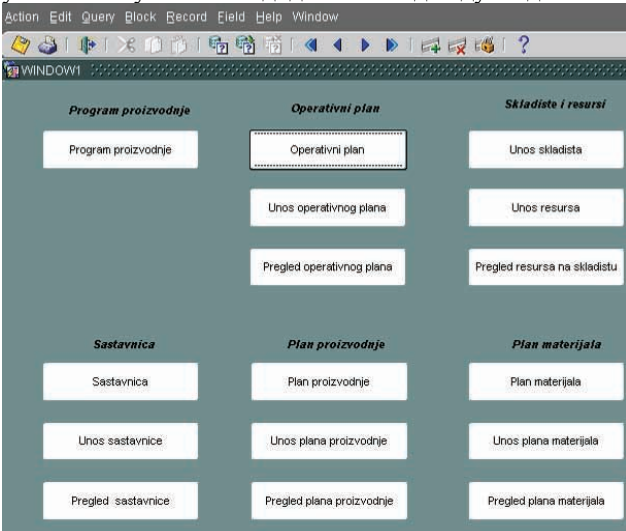 Action Edit Query Block Record Field Help Window
WINDOW1
Program proizvodnje Operativni plan Skladiste i resursi
Program proizvodnje Operativni plan Unos skladista
Unos operativnog plana Unos resursa
Pregled operativnog plana Pregled resursa na skladistu
Sastavnica Plan proizvodnje Plan materijala
Sastavnica Plan proizvodnje Plan materijala
Unos sastavnice Unos plana proizvodnje Unos plana materijala
Pregled sastavnice Pregled plana proizvodnje Pregled plana materijala